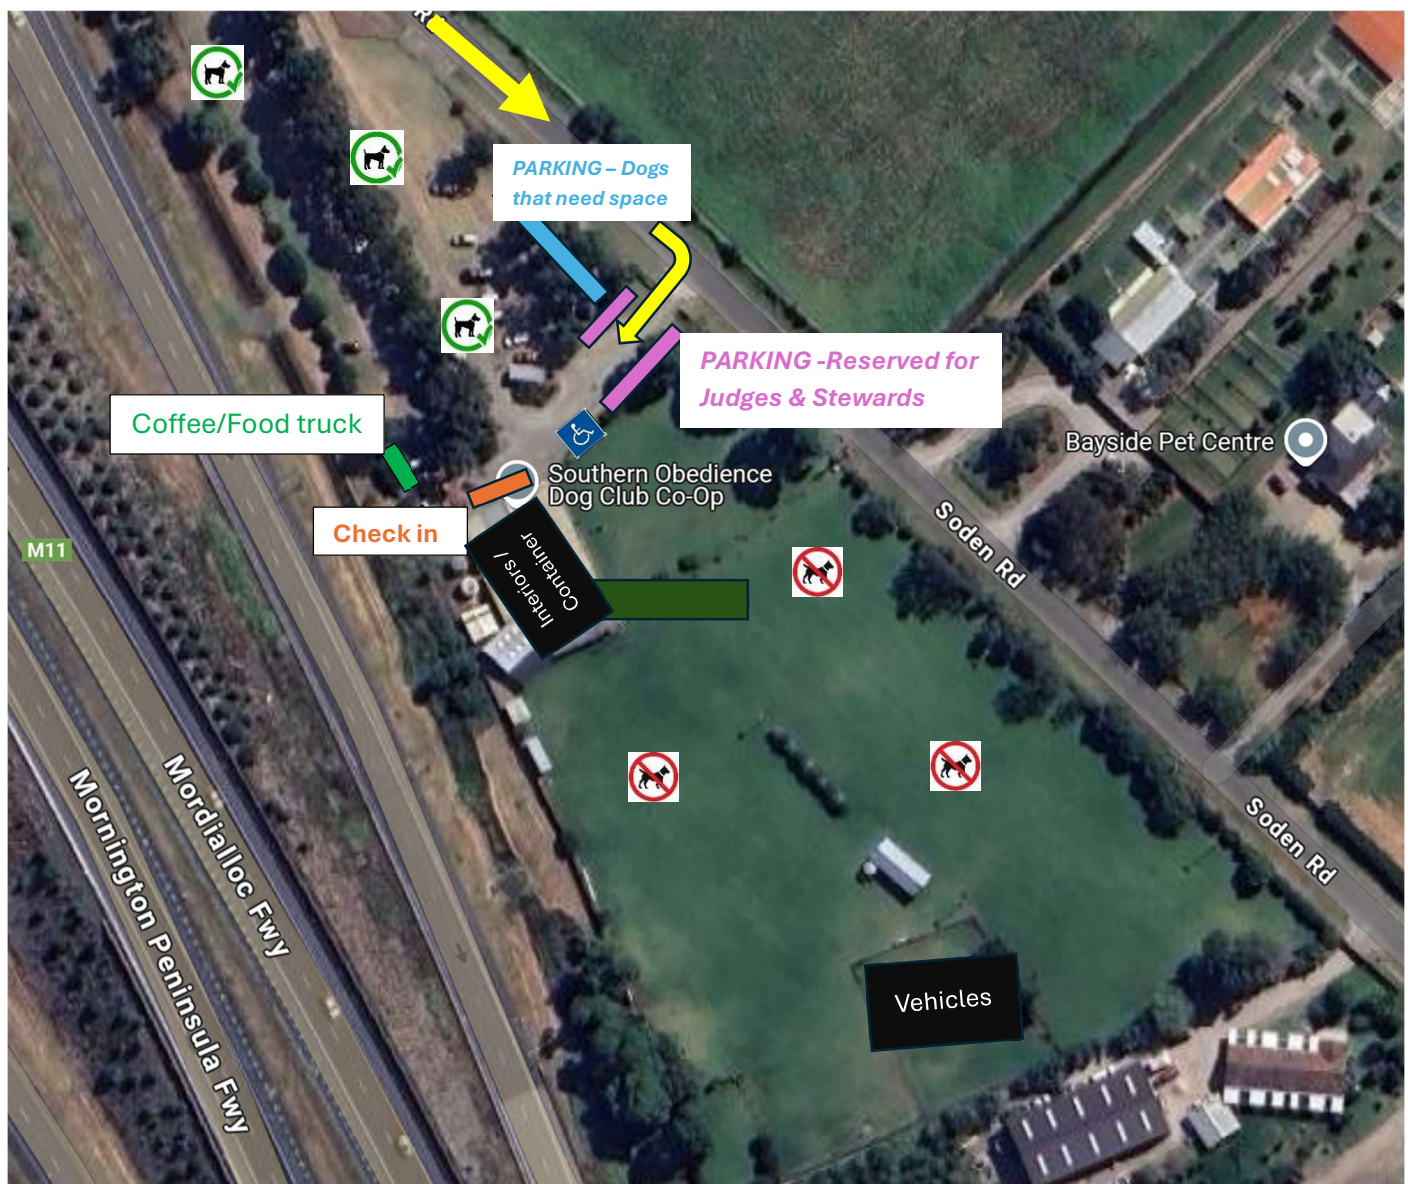 PARKING – Dogs
that need space
PARKING -Reserved for
Judges & Stewards
Coffee/Food truck
Bayside Pet Centre
Southern Obedience
Dog Club Co-Op
Check in
Interiors /
Container
M11
Soden Rd
Mordialloc Fwy
Mornington Peninsula Fwy
Soden Rd
Vehicles